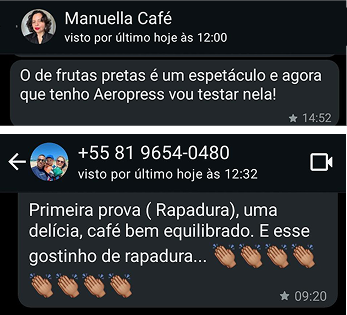 Manuella Café
visto por último hoje às 12:00
O de frutas pretas é um espetáculo e agora
que tenho Aeropress vou testar nela!
14:52
+55 81 9654-0480
visto por último hoje às 12:32
Primeira prova ( Rapadura), uma
delícia, café bem equilibrado. E esse
gostinho de rapadura... 👏🏽👏🏽👏🏽
👏🏽👏🏽👏🏽👏🏽
09:20